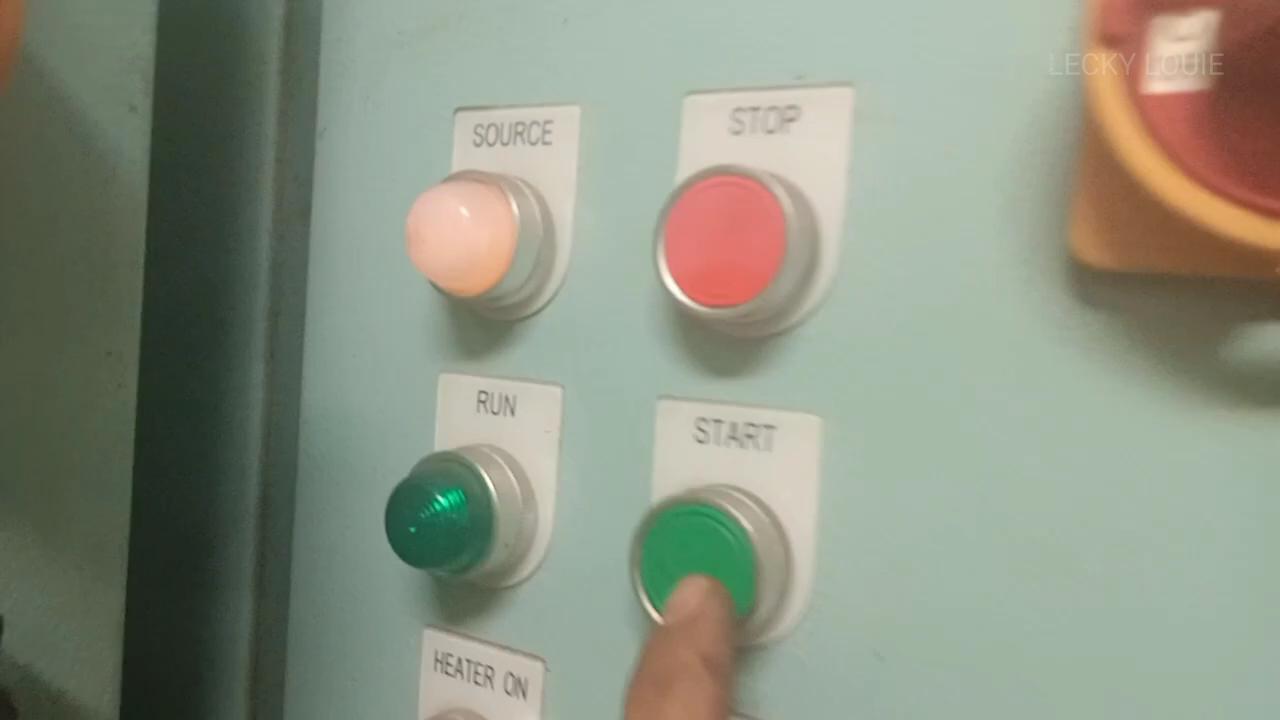 LECKY LOUIE
SOURCE
STOP
RUN
START
HEATER ON